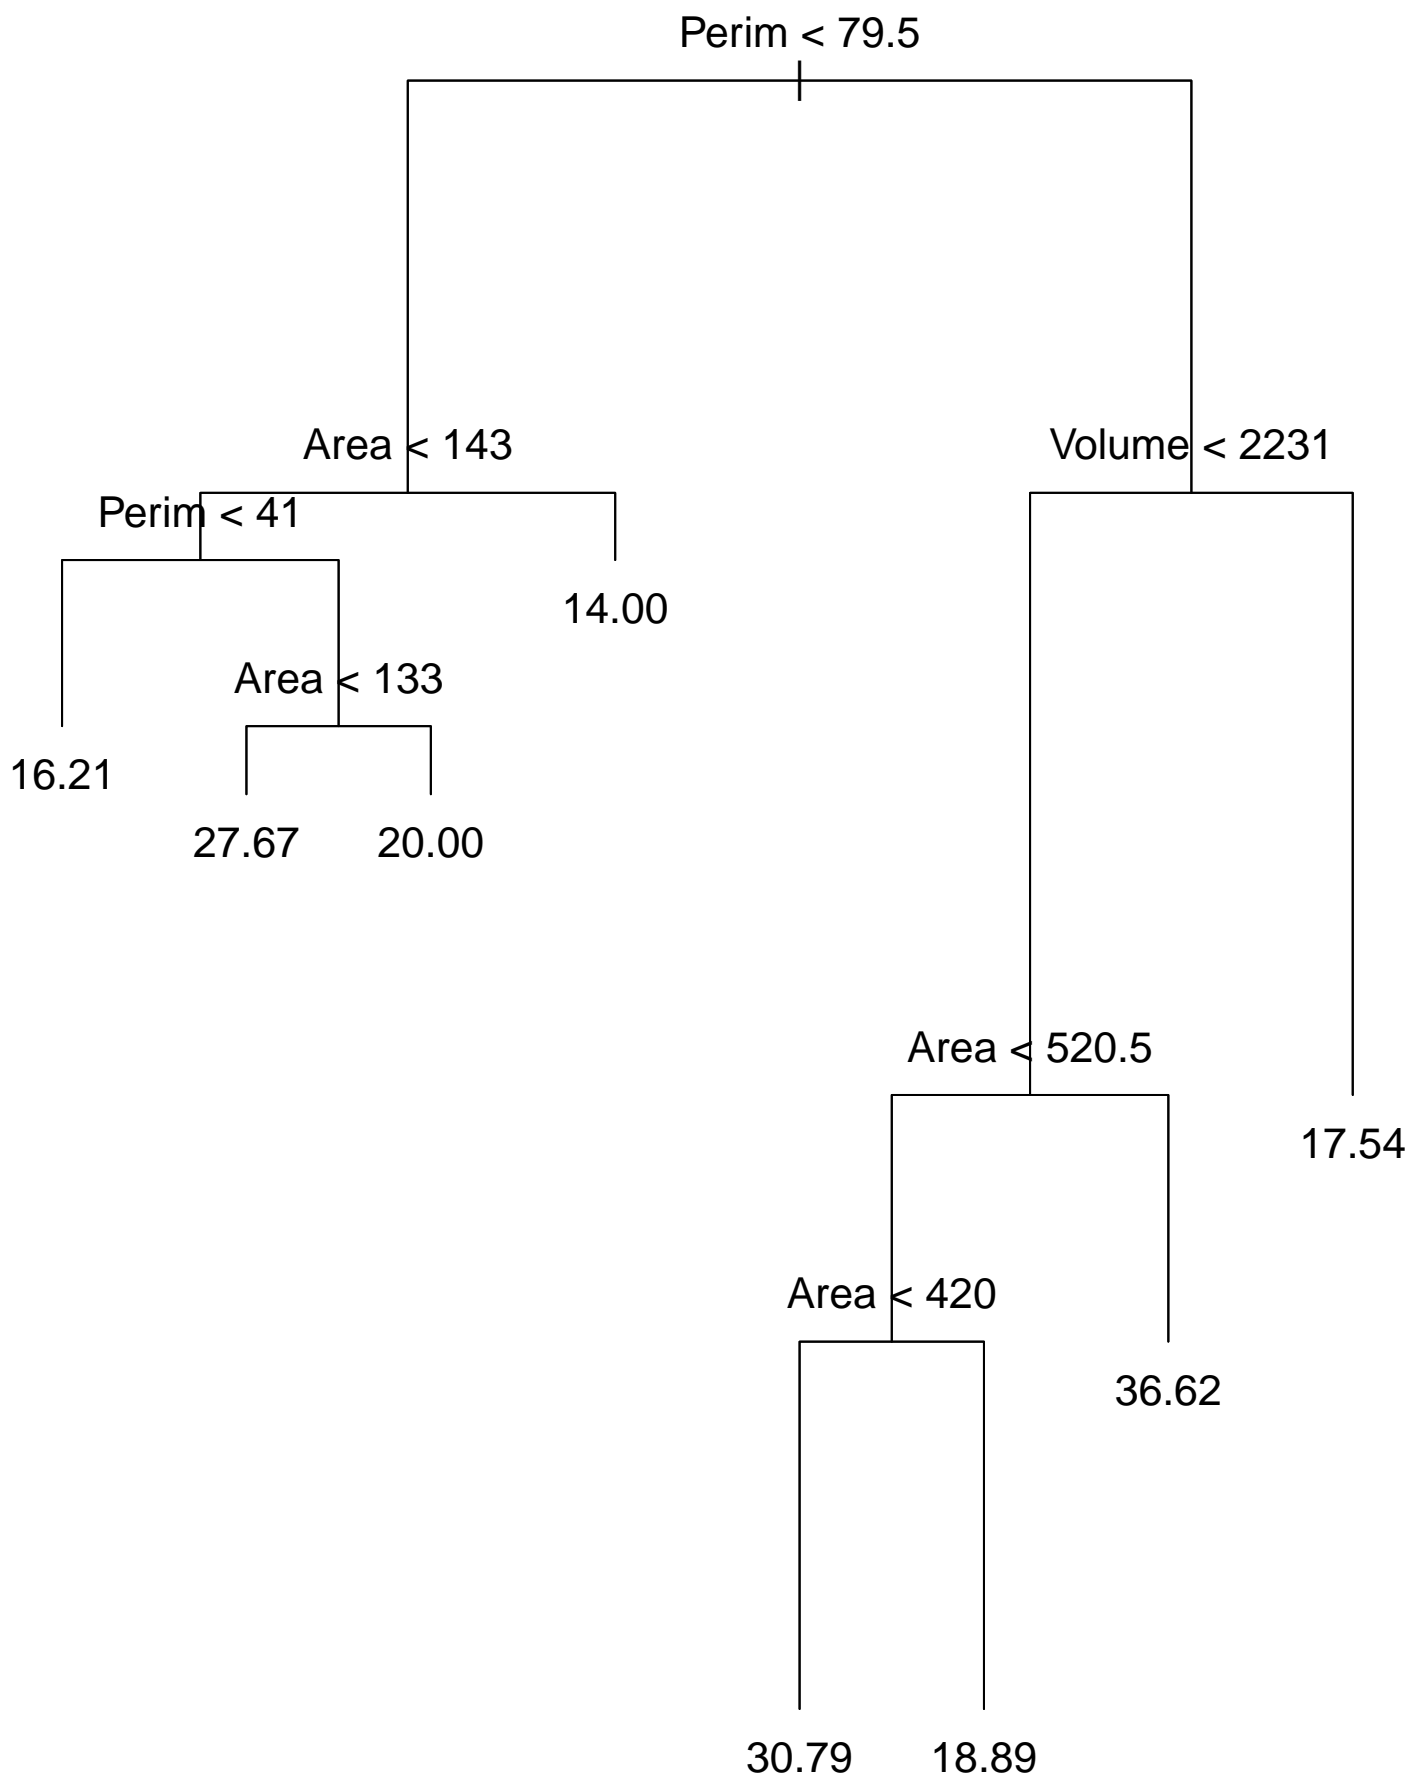 Perim < 79.5
Area < 143
Volume < 2231
Perim < 41
14.00
Area < 133
16.21
27.67
20.00
Area < 520.5
17.54
Area < 420
36.62
30.79
18.89